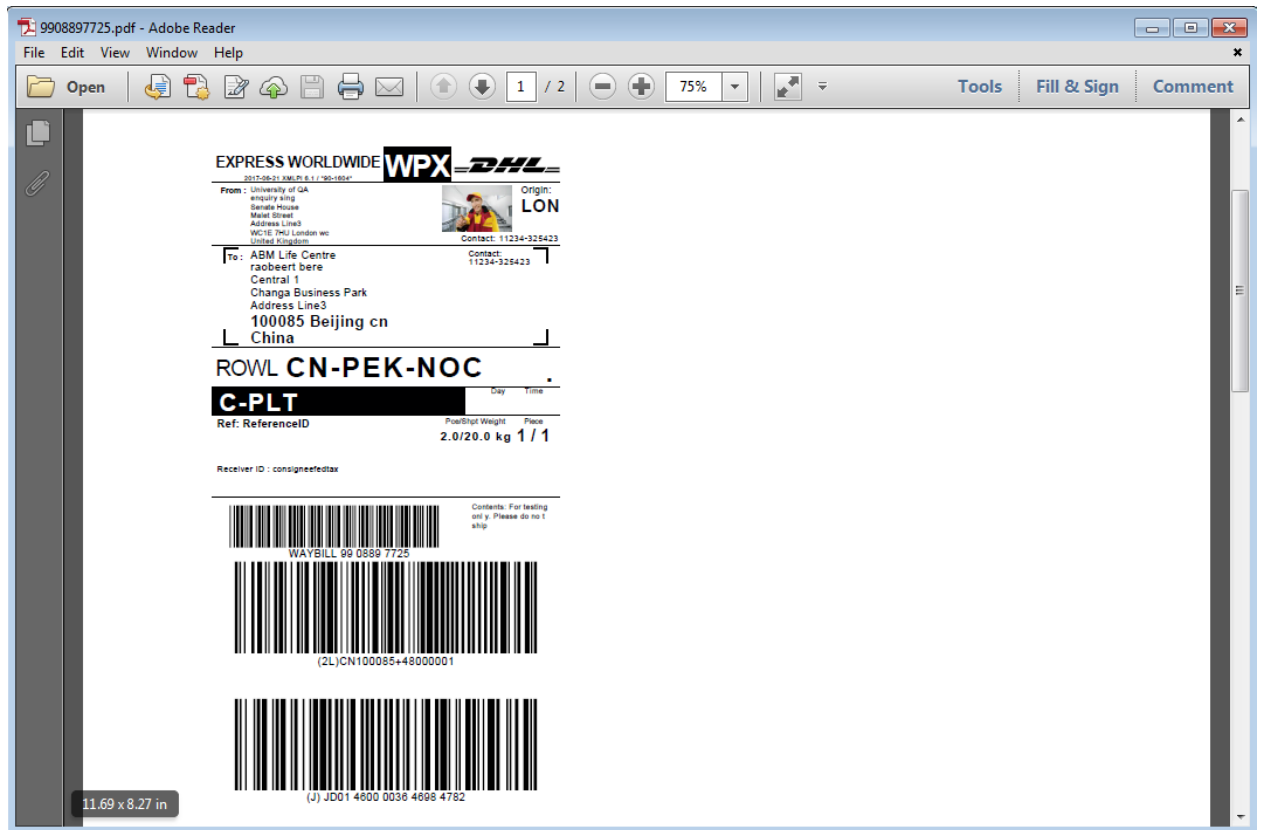 9908897725.pdf - Adobe Reader
File Edit View Window Help
Open 1 / 2 75% Tools Fill & Sign Comment
EXPRESS WORLDWIDE WPX DHL
2017-06-21 XMLPI 6.1 / *90-1604*
From : University of QA
enquiry sing
Senate House
Malet Street
Address Line3
WC1E 7HU London wc
United Kingdom
Origin:
LON
Contact: 11234-325423
To : ABM Life Centre
raobeert bere
Central 1
Changa Business Park
Address Line3
100085 Beijing cn
China
Contact:
11234-325423
ROWL CN-PEK-NOC .
C-PLT
Day Time
Ref: ReferenceID
Pce/Shpt Weight Piece
2.0/20.0 kg 1 / 1
Receiver ID : consigneefedtax
Contents: For testing
onl y. Please do no t
ship
WAYBILL 99 0889 7725
(2L)CN100085+48000001
(J) JD01 4600 0036 4698 4782
11.69 x 8.27 in